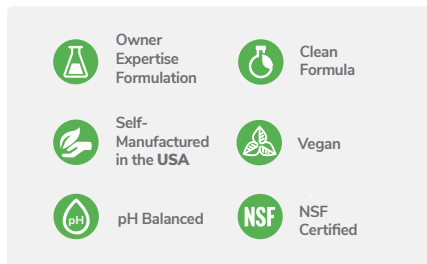 Owner
Expertise
Formulation
Clean
Formula
Self-
Manufactured
in the USA
Vegan
pH
pH Balanced
NSF
NSF
Certified